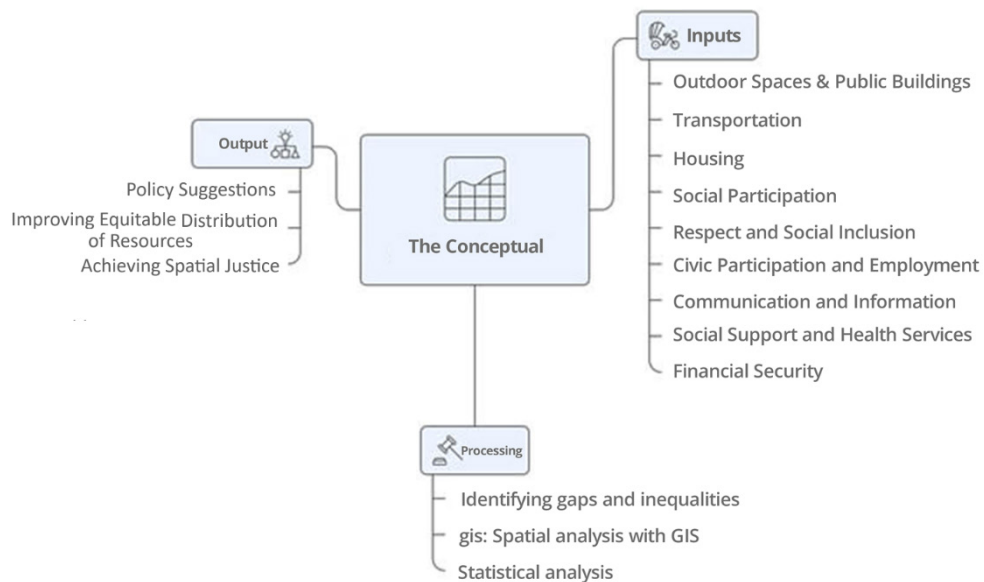 Inputs
Outdoor Spaces & Public Buildings
Transportation
Housing
Social Participation
Respect and Social Inclusion
Civic Participation and Employment
Communication and Information
Social Support and Health Services
Financial Security
Output
Policy Suggestions
Improving Equitable Distribution
of Resources
Achieving Spatial Justice
The Conceptual
Processing
Identifying gaps and inequalities
gis: Spatial analysis with GIS
Statistical analysis